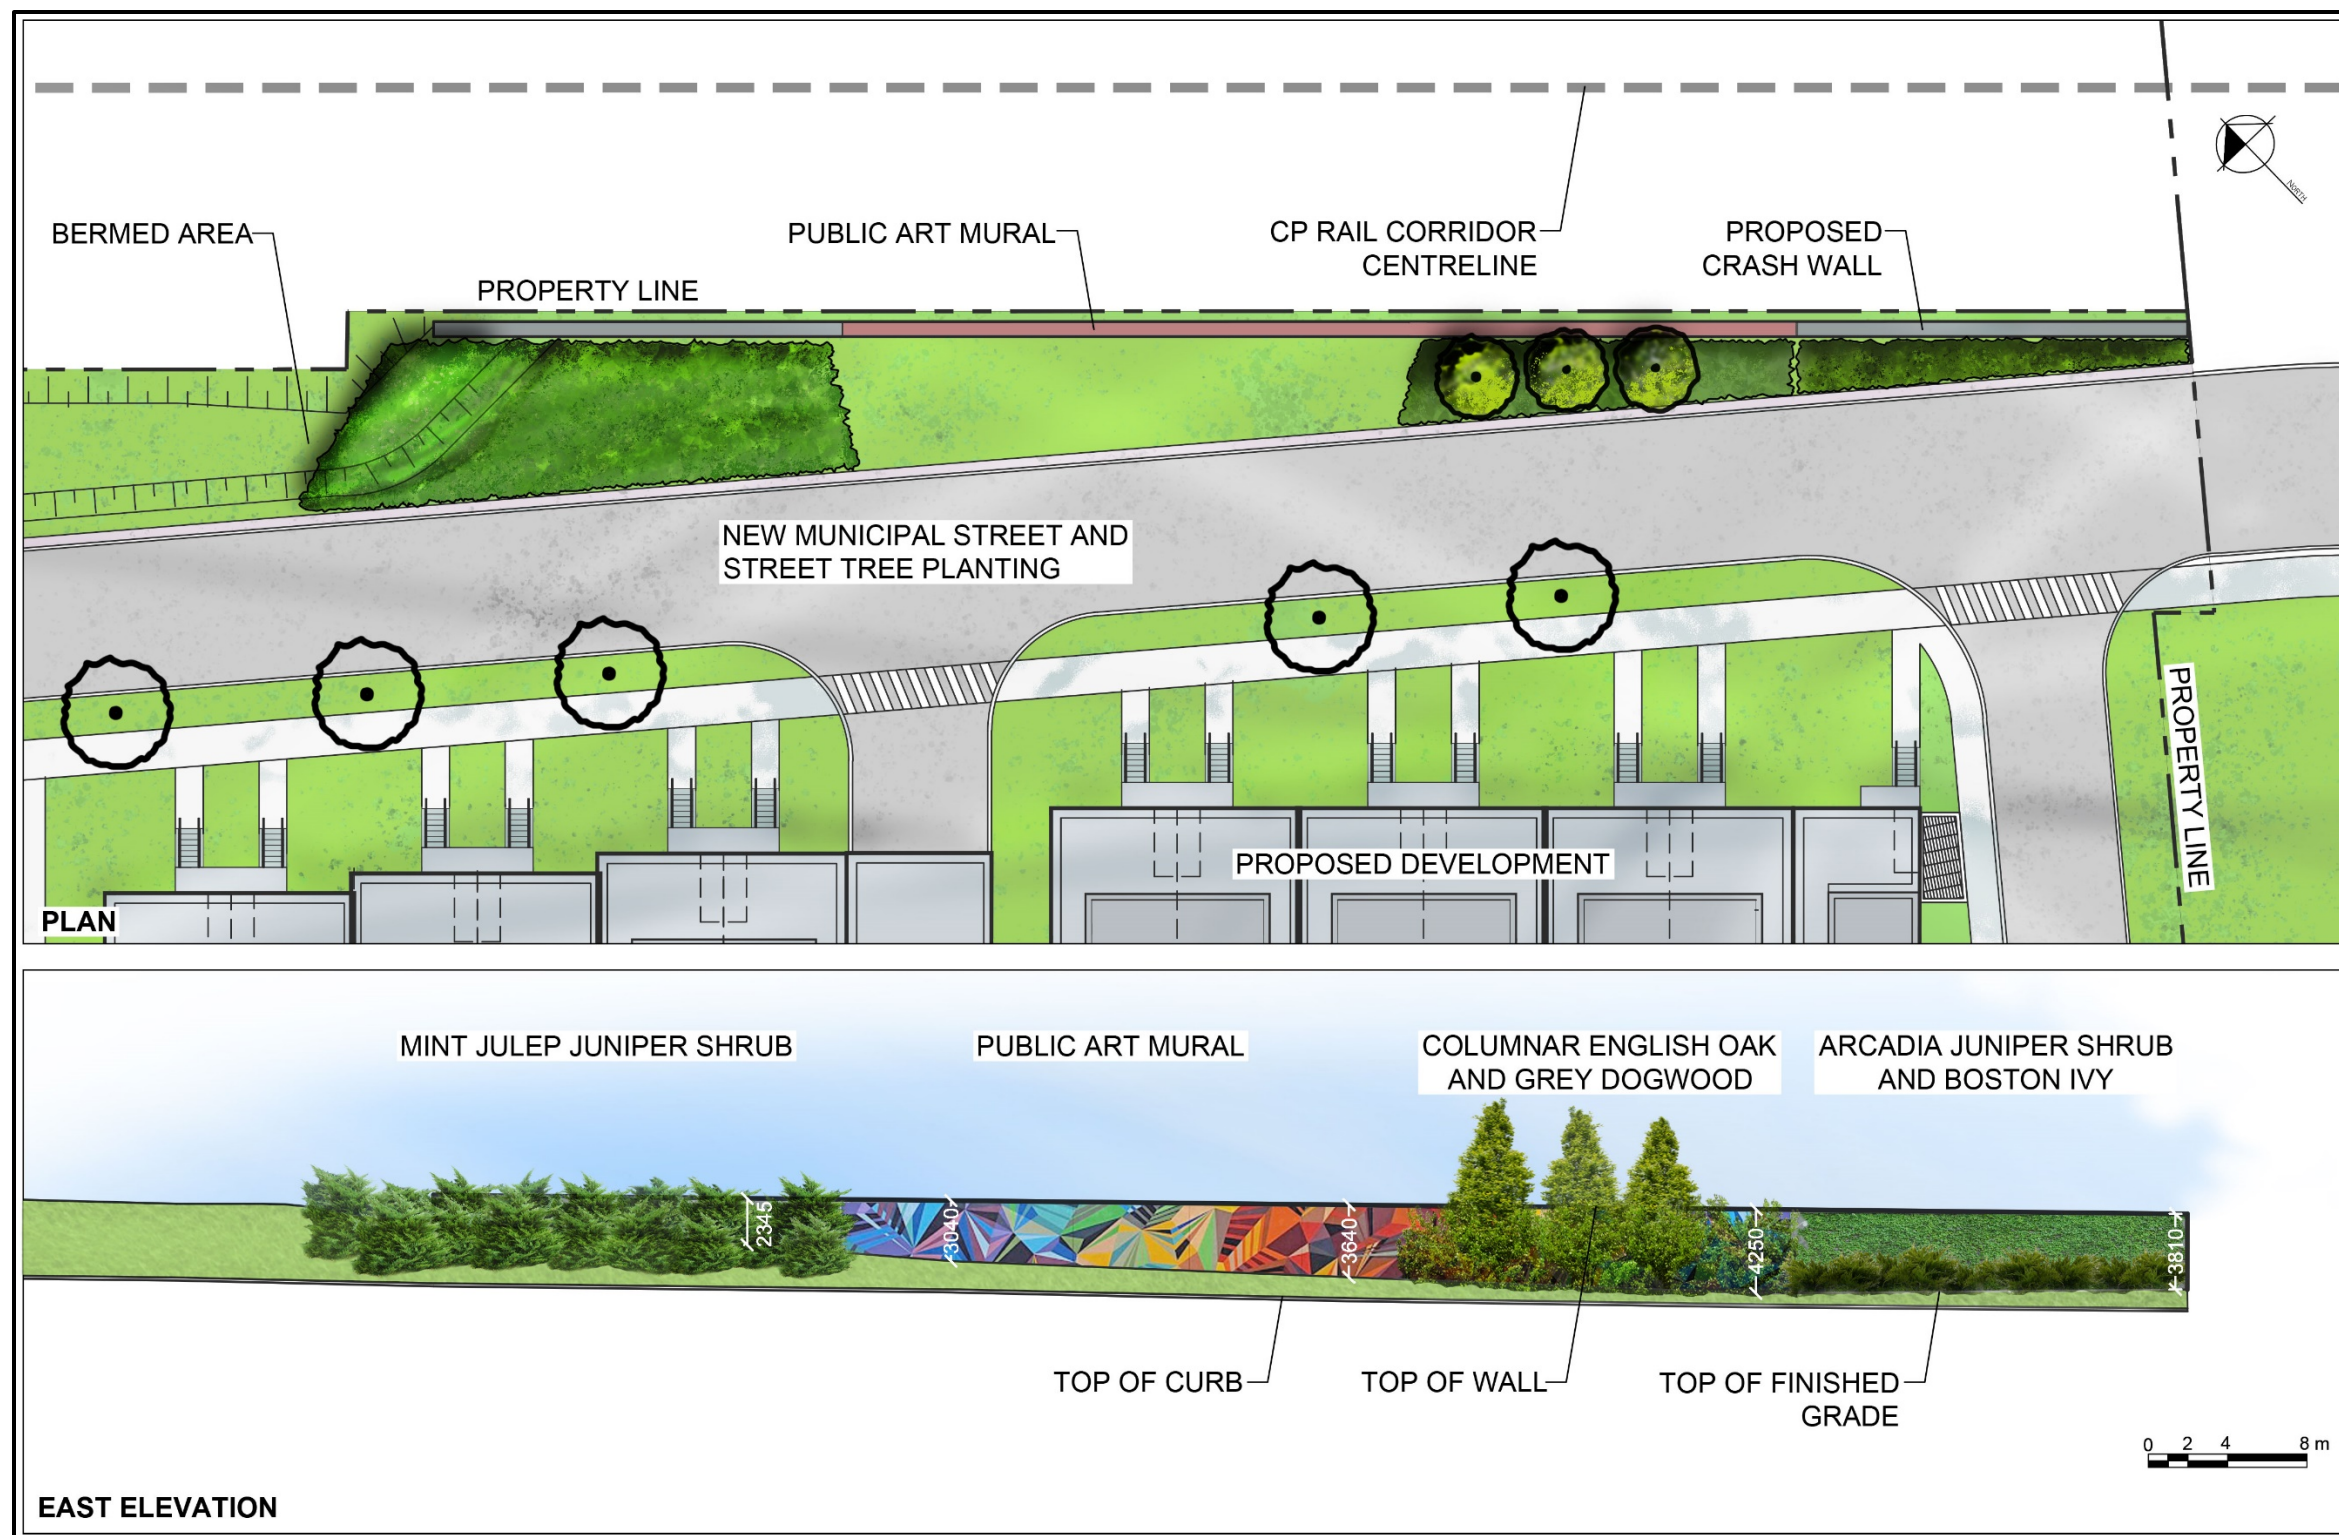 NORTH
BERMED AREA
PUBLIC ART MURAL
CP RAIL CORRIDOR
CENTRELINE
PROPOSED
CRASH WALL
PROPERTY LINE
NEW MUNICIPAL STREET AND
STREET TREE PLANTING
PROPERTY LINE
PROPOSED DEVELOPMENT
PLAN
MINT JULEP JUNIPER SHRUB
PUBLIC ART MURAL
COLUMNAR ENGLISH OAK
AND GREY DOGWOOD
ARCADIA JUNIPER SHRUB
AND BOSTON IVY
2345
3040
3640
4250
3810
TOP OF CURB
TOP OF WALL
TOP OF FINISHED
GRADE
0 2 4 8 m
EAST ELEVATION